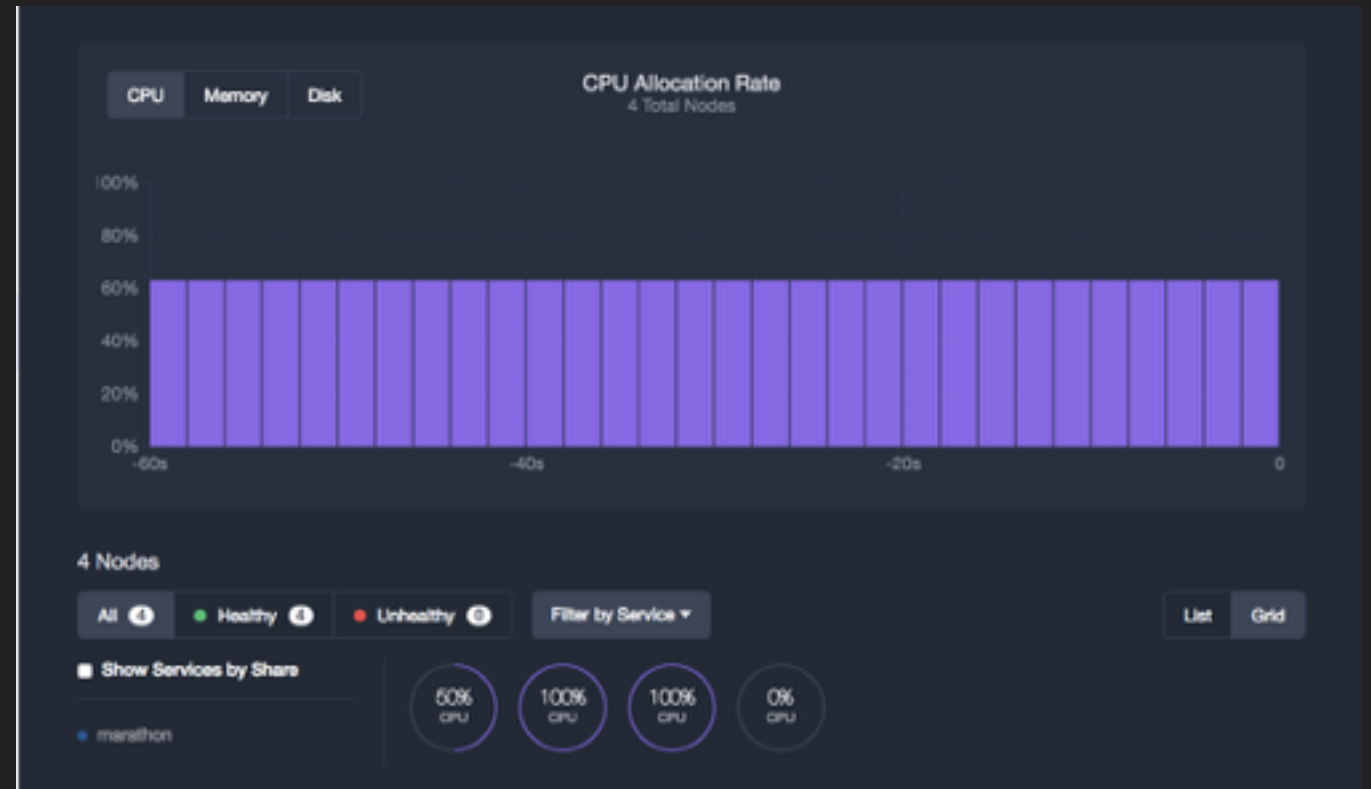 CPU Memory Disk
CPU Allocation Rate
4 Total Nodes
100%
80%
60%
40%
20%
0%
-60s -40s -20s 0
4 Nodes
All 4 Healthy 4 Unhealthy 0 Filter by Service List Grid
Show Services by Share
marathon
50% 100% 100% 0%
CPU CPU CPU CPU